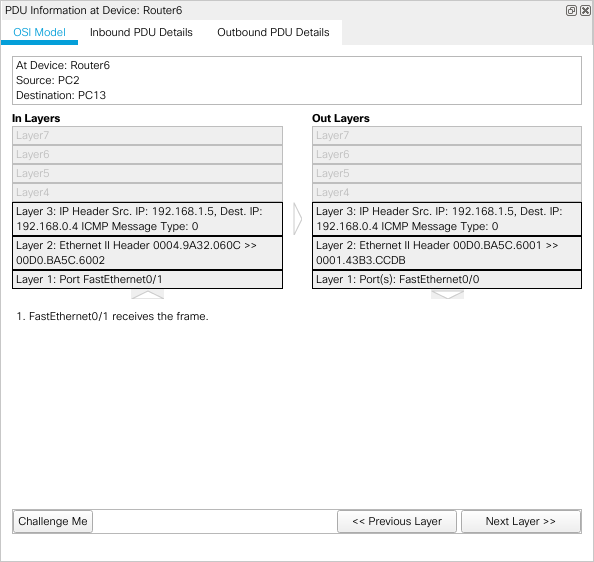 PDU Information at Device: Router6
OSI Model
Inbound PDU Details
Outbound PDU Details
At Device: Router6
Source: PC2
Destination: PC13
In Layers
Layer7
Layer6
Layer5
Layer4
Layer 3: IP Header Src. IP: 192.168.1.5, Dest. IP:
192.168.0.4 ICMP Message Type: 0
Layer 2: Ethernet II Header 0004.9A32.060C >>
00D0.BA5C.6002
Layer 1: Port FastEthernet0/1
Out Layers
Layer7
Layer6
Layer5
Layer4
Layer 3: IP Header Src. IP: 192.168.1.5, Dest. IP:
192.168.0.4 ICMP Message Type: 0
Layer 2: Ethernet II Header 00D0.BA5C.6001 >>
0001.43B3.CCDB
Layer 1: Port(s): FastEthernet0/0
1. FastEthernet0/1 receives the frame.
Challenge Me
<< Previous Layer
Next Layer >>